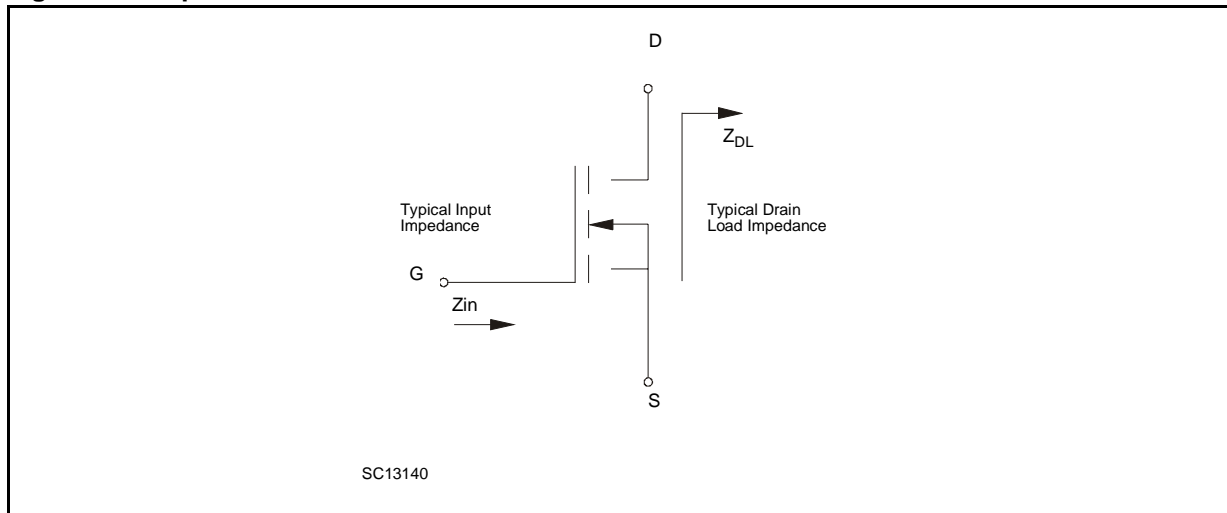 D
Z_DL
Typical Input
Impedance
Typical Drain
Load Impedance
G
Zin
S
SC13140